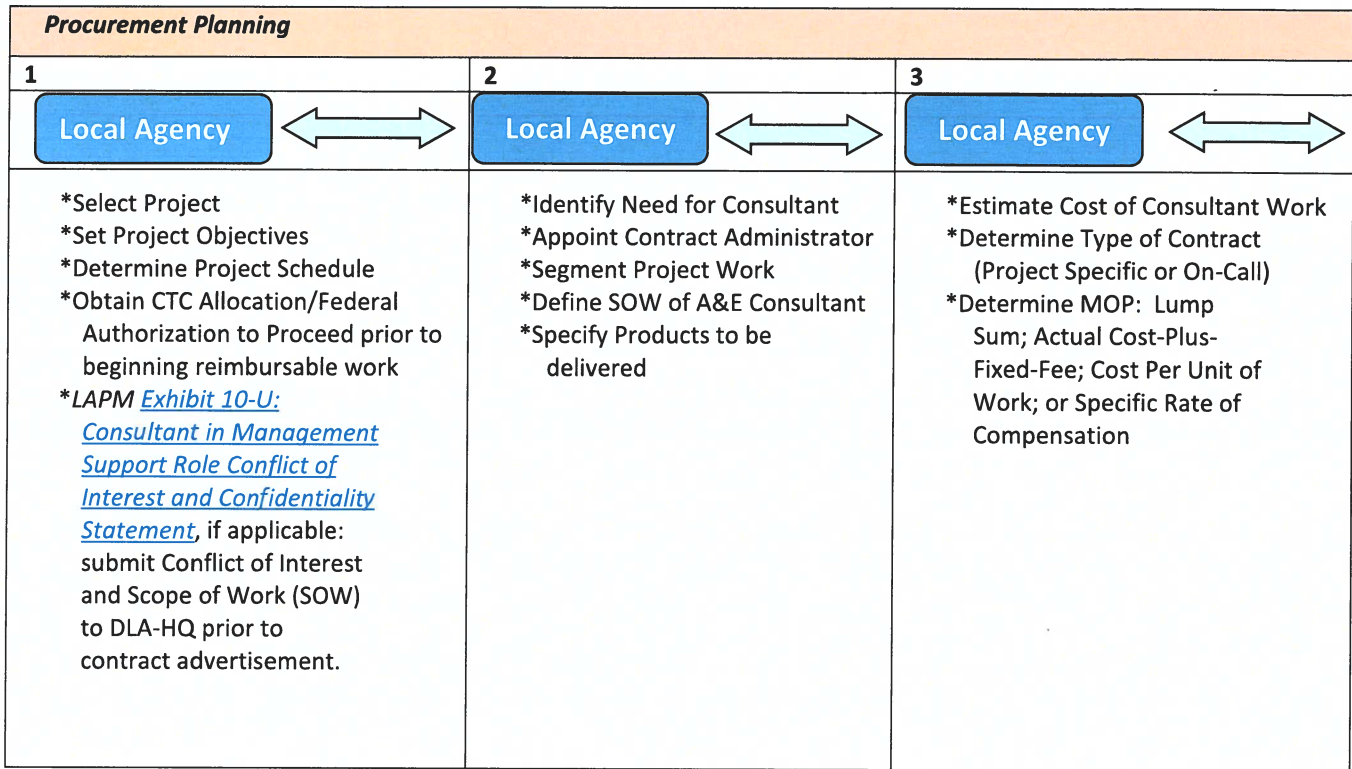 Procurement Planning
1
Local Agency
*Select Project
*Set Project Objectives
*Determine Project Schedule
*Obtain CTC Allocation/Federal
Authorization to Proceed prior to
beginning reimbursable work
*LAPM Exhibit 10-U:
Consultant in Management
Support Role Conflict of
Interest and Confidentiality
Statement, if applicable:
submit Conflict of Interest
and Scope of Work (SOW)
to DLA-HQ prior to
contract advertisement.
2
Local Agency
*Identify Need for Consultant
*Appoint Contract Administrator
*Segment Project Work
*Define SOW of A&E Consultant
*Specify Products to be
delivered
3
Local Agency
*Estimate Cost of Consultant Work
*Determine Type of Contract
(Project Specific or On-Call)
*Determine MOP: Lump
Sum; Actual Cost-Plus-
Fixed-Fee; Cost Per Unit of
Work; or Specific Rate of
Compensation